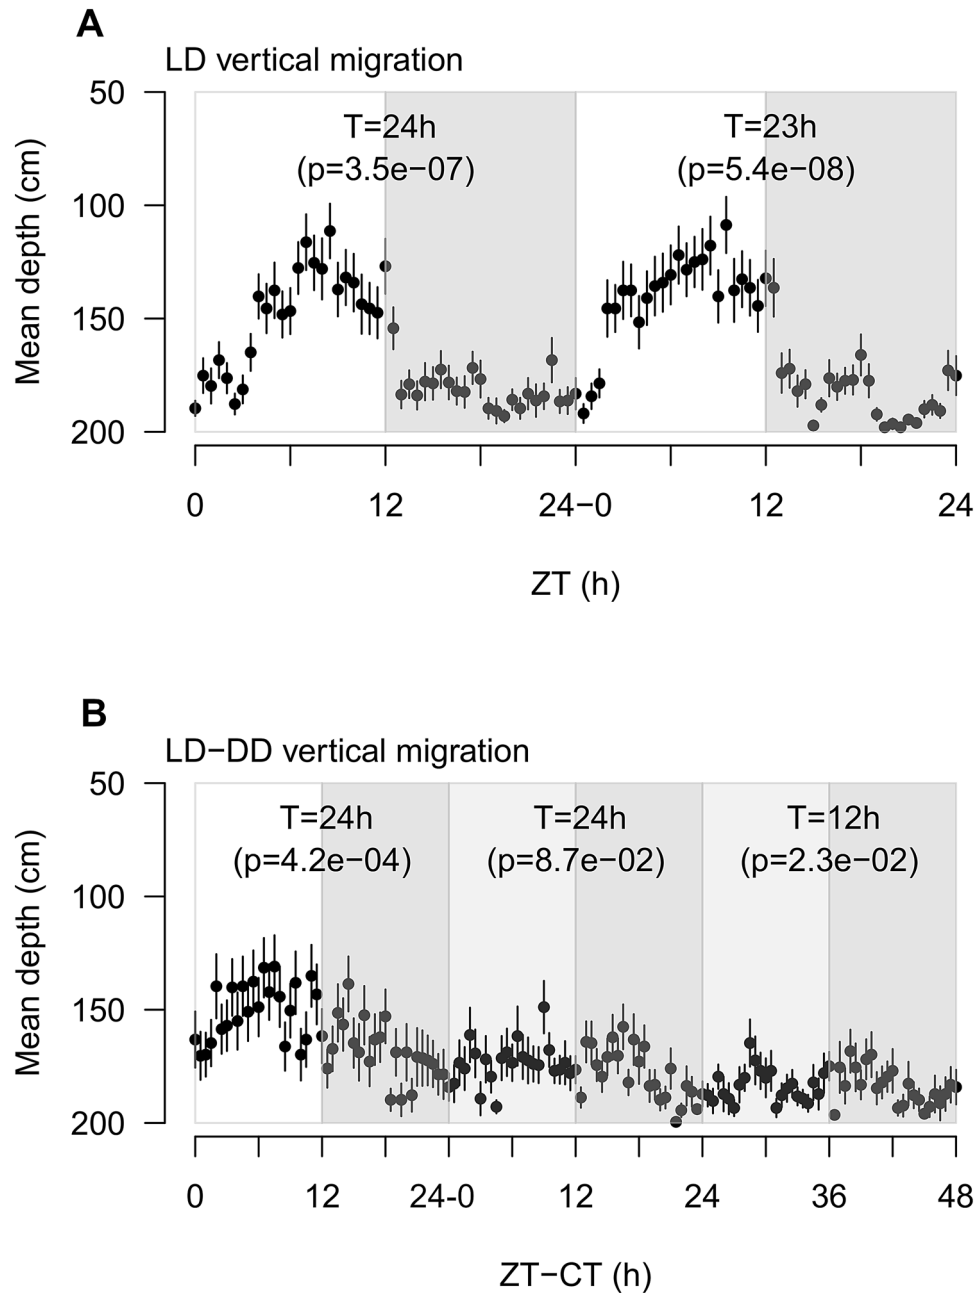 A
LD vertical migration
Mean depth (cm)
50
100
150
200
T=24h
(p=3.5e−07)
T=23h
(p=5.4e−08)
0
12
24−0
12
24
ZT (h)
B
LD−DD vertical migration
Mean depth (cm)
50
100
150
200
T=24h
(p=4.2e−04)
T=24h
(p=8.7e−02)
T=12h
(p=2.3e−02)
0
12
24-0
12
24
36
48
ZT−CT (h)